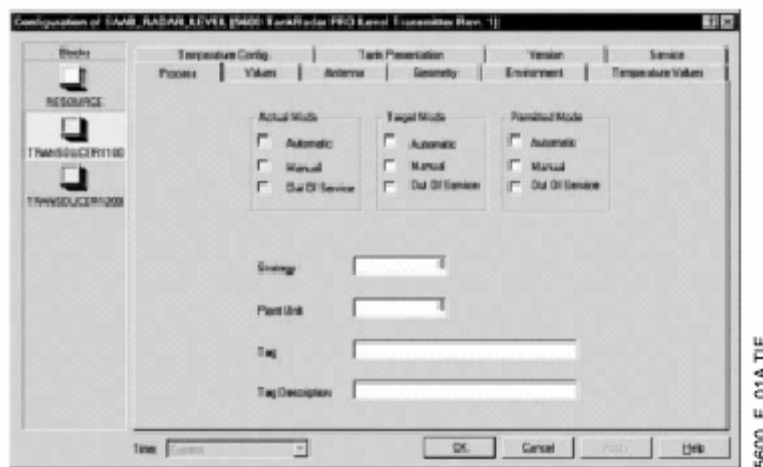 Configuration of SAAB_RADAR_LEVEL [5600 TankRadar PRO Level Transmitter Rev. 1]
Blocks
RESOURCE
TRANSDUCER1100
TRANSDUCER1200
Temperature Config.
Tank Presentation
Version
Service
Process
Values
Antenna
Geometry
Environment
Temperature Values
Actual Mode
Automatic
Manual
Out Of Service
Target Mode
Automatic
Manual
Out Of Service
Permitted Mode
Automatic
Manual
Out Of Service
Strategy
Plant Unit
Tag
Tag Description
Time:
Current
OK
Cancel
Apply
Help
5600_F_01A.TIF